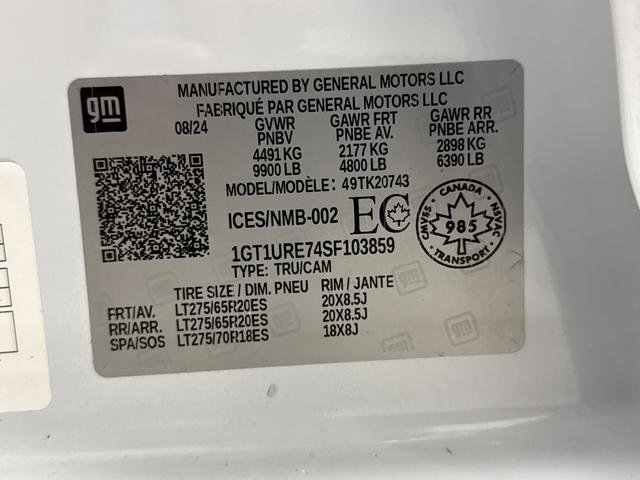 gm
MANUFACTURED BY GENERAL MOTORS LLC
FABRIQUÉ PAR GENERAL MOTORS LLC
08/24 GVWR GAWR FRT GAWR RR
PNBV PNBE AV. PNBE ARR.
4491 KG 2177 KG 2898 KG
9900 LB 4800 LB 6390 LB
MODEL/MODÈLE: 49TK20743
ICES/NMB-002 EC
CANADA
CMVSS 985 NSVAC
1GT1URE74SF103859
TYPE: TRU/CAM
TIRE SIZE / DIM. PNEU RIM / JANTE
FRT/AV. LT275/65R20ES 20X8.5J
RR/ARR. LT275/65R20ES 20X8.5J
SPA/SOS LT275/70R18ES 18X8J